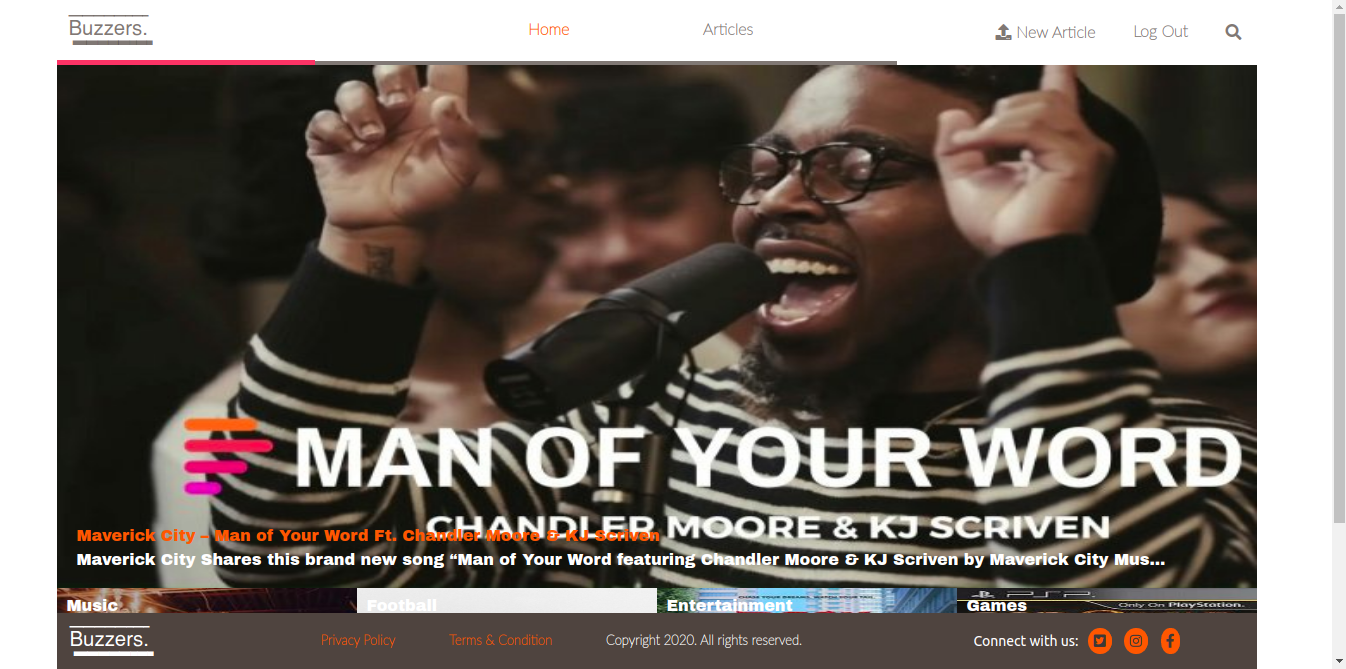 Buzzers.
Home
Articles
New Article
Log Out
MAN OF YOUR WORD
CHANDLER MOORE & KJ SCRIVEN
Maverick City – Man of Your Word Ft. Chandler Moore & KJ Scriven
Maverick City Shares this brand new song “Man of Your Word featuring Chandler Moore & KJ Scriven by Maverick City Mus...
Music
Football
Entertainment
Games
Only On PlayStation.
Buzzers.
Privacy Policy
Terms & Condition
Copyright 2020. All rights reserved.
Connect with us: